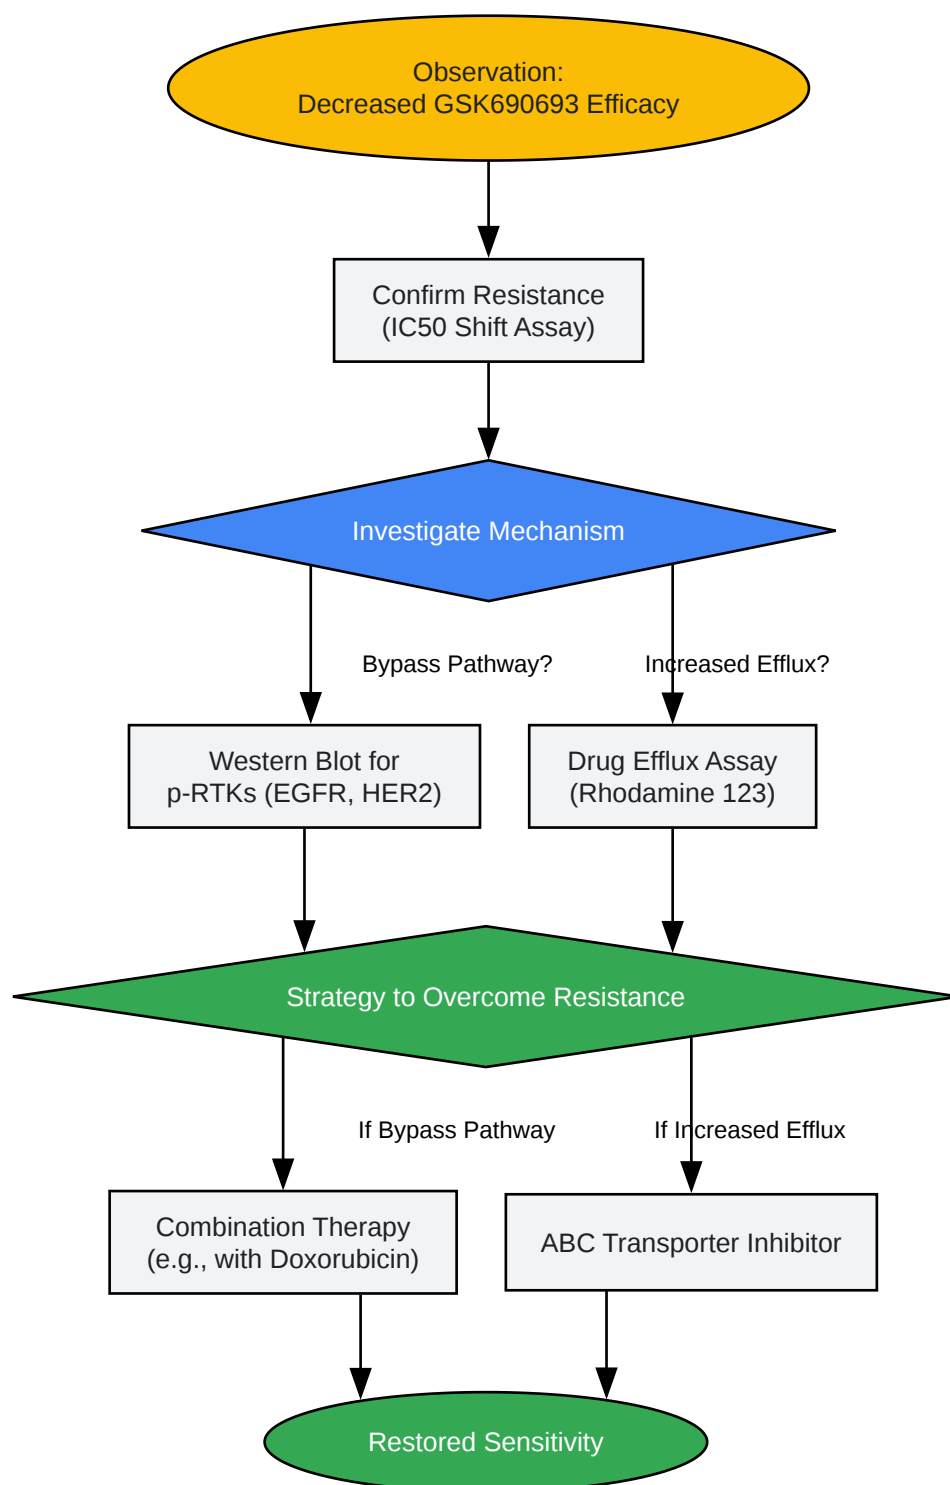 Observation:
Decreased GSK690693 Efficacy
Confirm Resistance
(IC50 Shift Assay)
Investigate Mechanism
Bypass Pathway?
Increased Efflux?
Western Blot for
p-RTKs (EGFR, HER2)
Drug Efflux Assay
(Rhodamine 123)
Strategy to Overcome Resistance
If Bypass Pathway
If Increased Efflux
Combination Therapy
(e.g., with Doxorubicin)
ABC Transporter Inhibitor
Restored Sensitivity